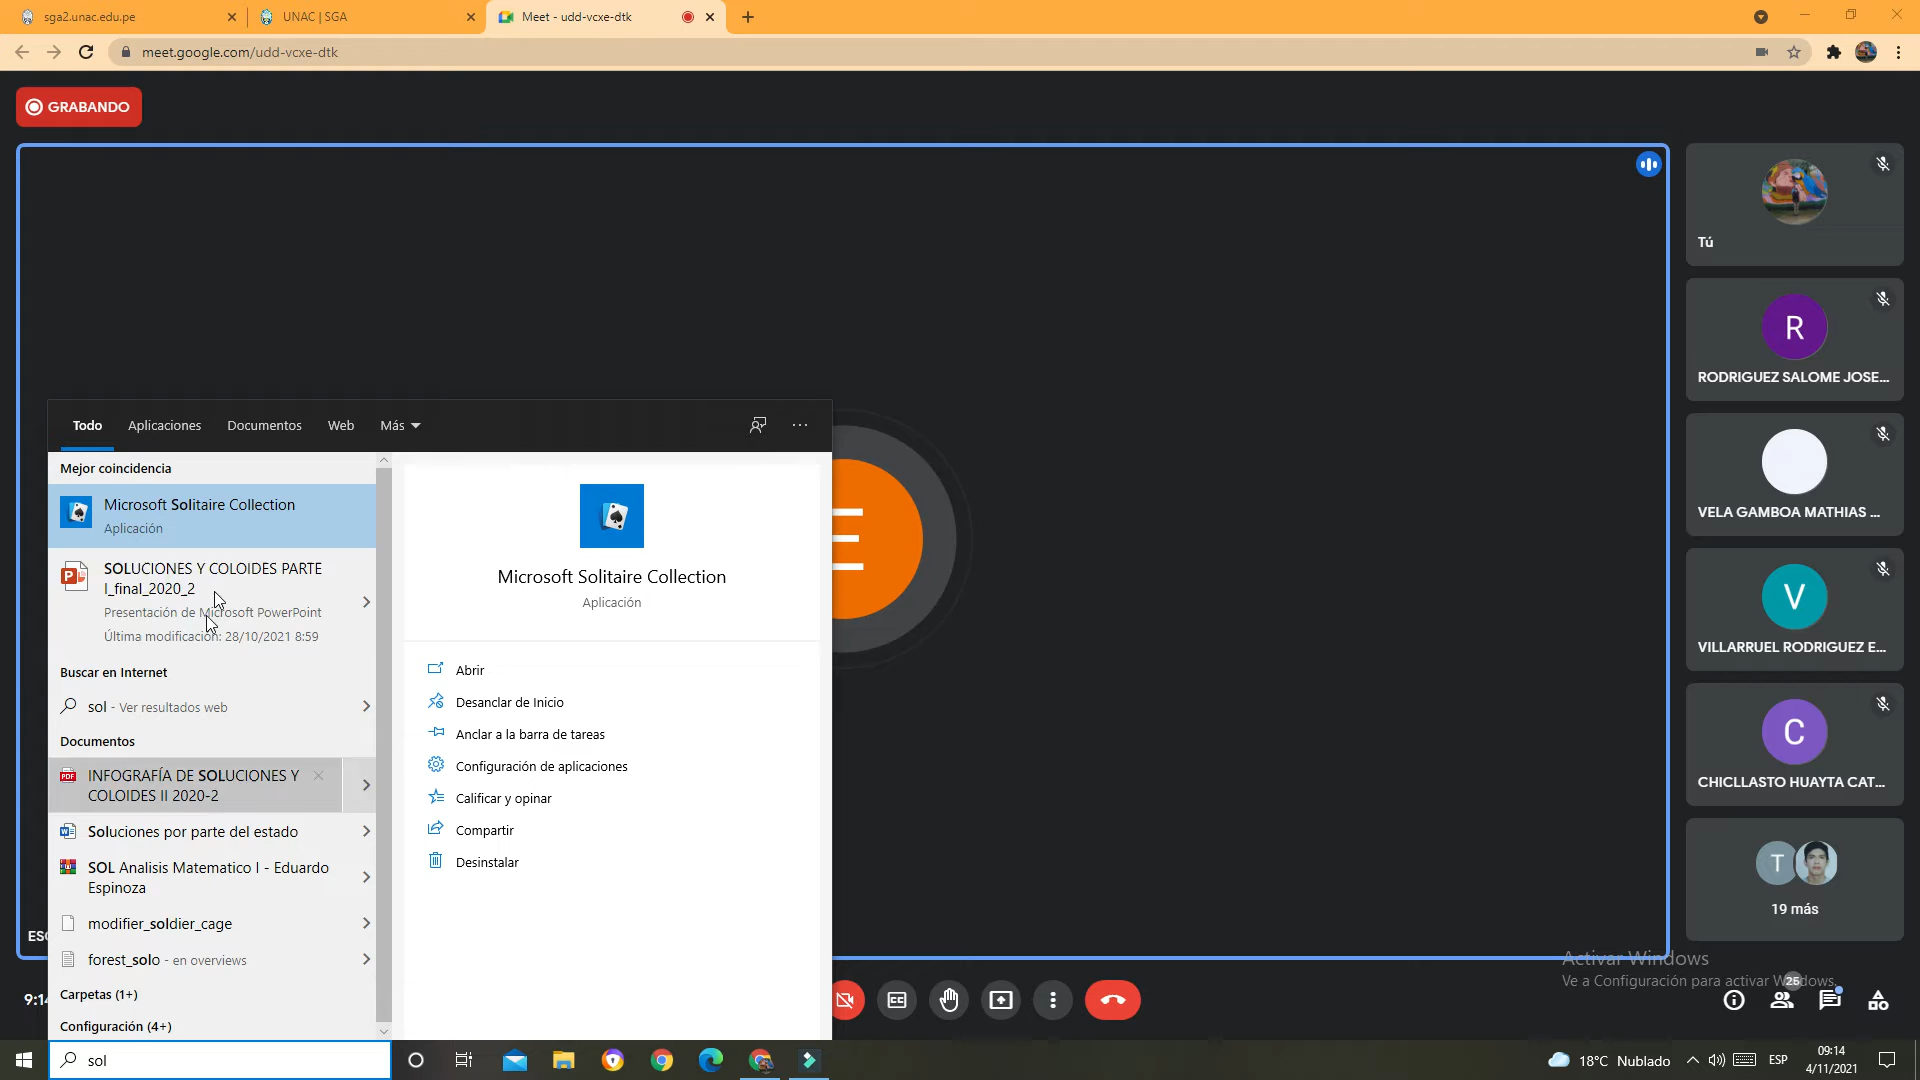 sga2.unac.edu.pe
UNAC | SGA
Meet - udd-vcxe-dtk
meet.google.com/udd-vcxe-dtk
GRABANDO
Tú
R
RODRIGUEZ SALOME JOSE...
VELA GAMBOA MATHIAS ...
V
VILLARRUEL RODRIGUEZ E...
C
CHICLLASTO HUAYTA CAT...
T
19 más
E
Todo
Aplicaciones
Documentos
Web
Más
Mejor coincidencia
Microsoft Solitaire Collection
Aplicación
SOLUCIONES Y COLOIDES PARTE
I_final_2020_2
Presentación de Microsoft PowerPoint
Última modificación: 28/10/2021 8:59
Buscar en Internet
sol - Ver resultados web
Documentos
INFOGRAFÍA DE SOLUCIONES Y
COLOIDES II 2020-2
Soluciones por parte del estado
SOL Analisis Matematico I - Eduardo
Espinoza
modifier_soldier_cage
forest_solo - en overviews
Carpetas (1+)
Configuración (4+)
Microsoft Solitaire Collection
Aplicación
Abrir
Desanclar de Inicio
Anclar a la barra de tareas
Configuración de aplicaciones
Calificar y opinar
Compartir
Desinstalar
Activar Windows
Ve a Configuración para activar Windows.
25
sol
18°C Nublado
ESP
09:14
4/11/2021